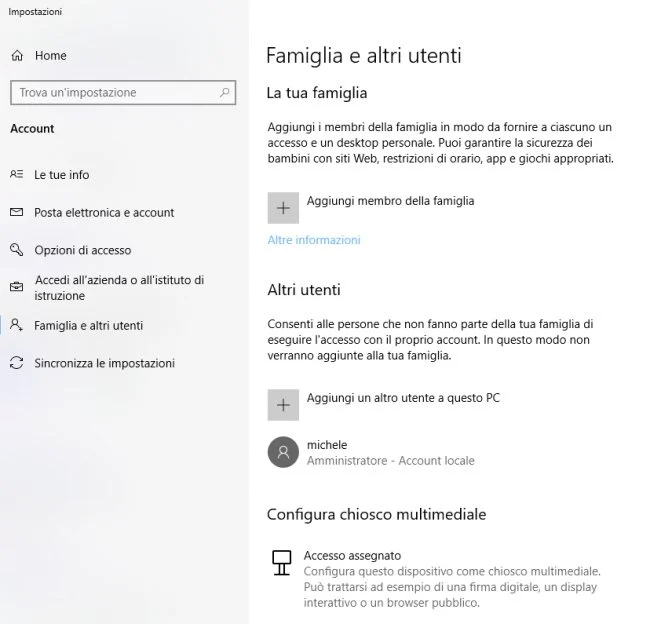 Impostazioni
Home
Trova un'impostazione
Account
Le tue info
Posta elettronica e account
Opzioni di accesso
Accedi all'azienda o all'istituto di
istruzione
Famiglia e altri utenti
Sincronizza le impostazioni
Famiglia e altri utenti
La tua famiglia
Aggiungi i membri della famiglia in modo da fornire a ciascuno un
accesso e un desktop personale. Puoi garantire la sicurezza dei
bambini con siti Web, restrizioni di orario, app e giochi appropriati.
Aggiungi membro della famiglia
Altre informazioni
Altri utenti
Consenti alle persone che non fanno parte della tua famiglia di
eseguire l'accesso con il proprio account. In questo modo non
verranno aggiunte alla tua famiglia.
Aggiungi un altro utente a questo PC
michele
Amministratore - Account locale
Configura chiosco multimediale
Accesso assegnato
Configura questo dispositivo come chiosco multimediale.
Può trattarsi ad esempio di una firma digitale, un display
interattivo o un browser pubblico.